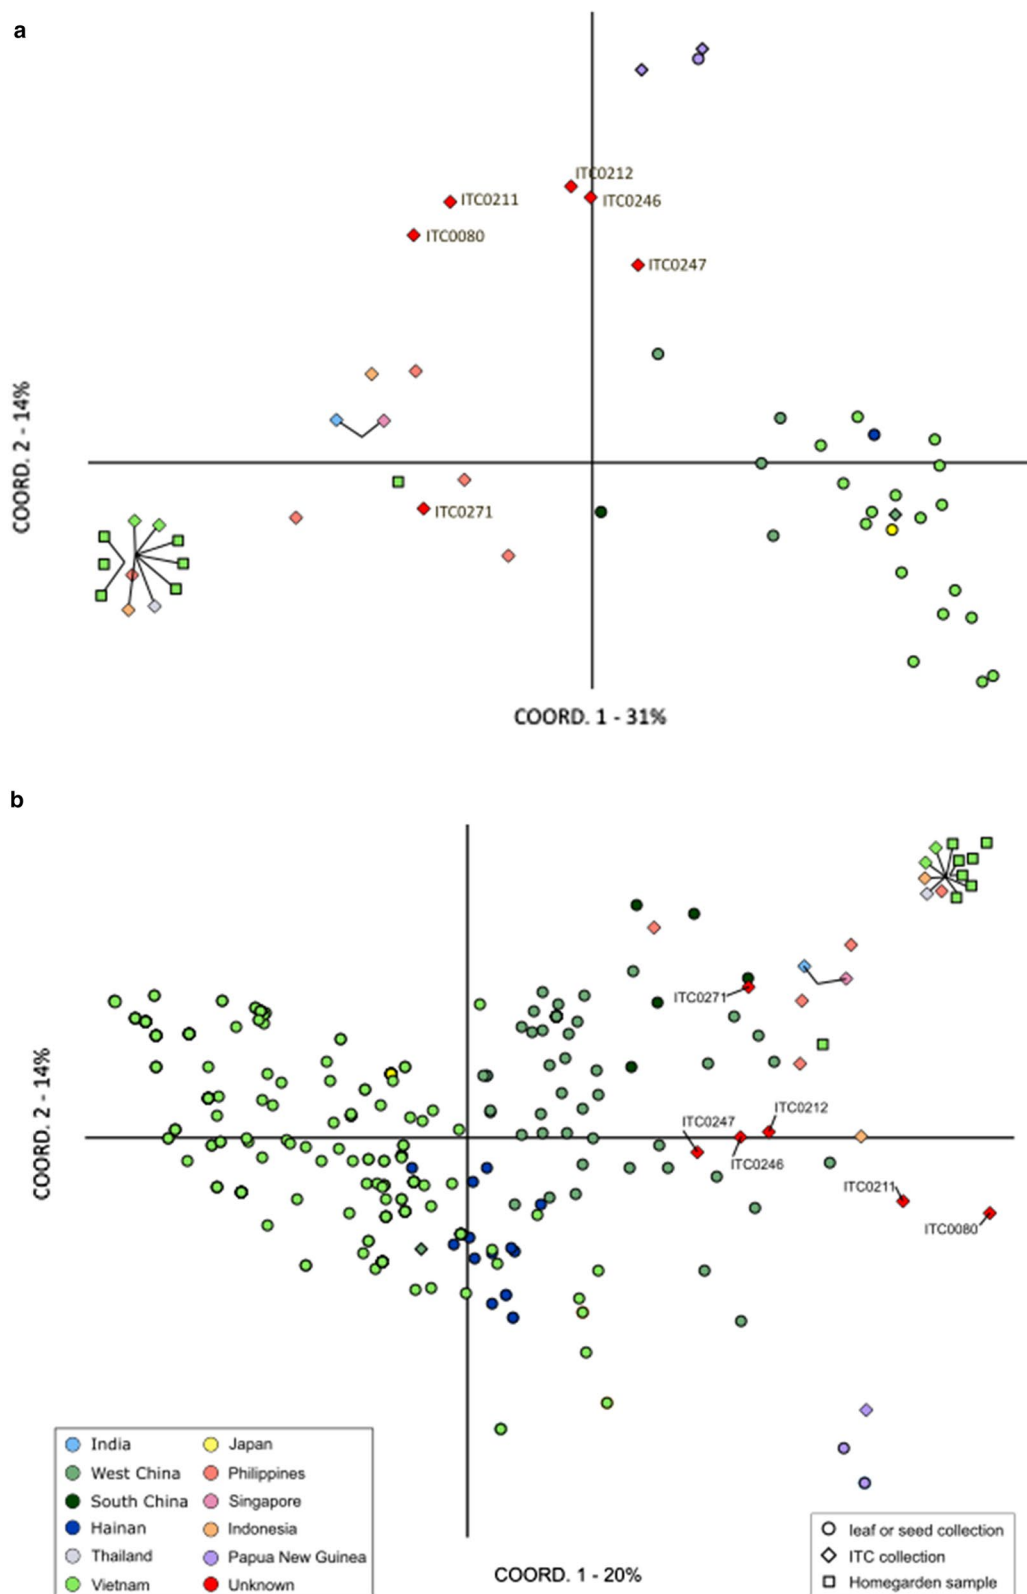 a
ITC0212
ITC0211
ITC0246
ITC0080
ITC0247
ITC0271
COORD. 2 - 14%
COORD. 1 - 31%
b
ITC0271
ITC0247
ITC0212
ITC0246
ITC0211
ITC0080
COORD. 2 - 14%
India
Japan
West China
Philippines
South China
Singapore
Hainan
Indonesia
Thailand
Papua New Guinea
Vietnam
Unknown
leaf or seed collection
ITC collection
Homegarden sample
COORD. 1 - 20%